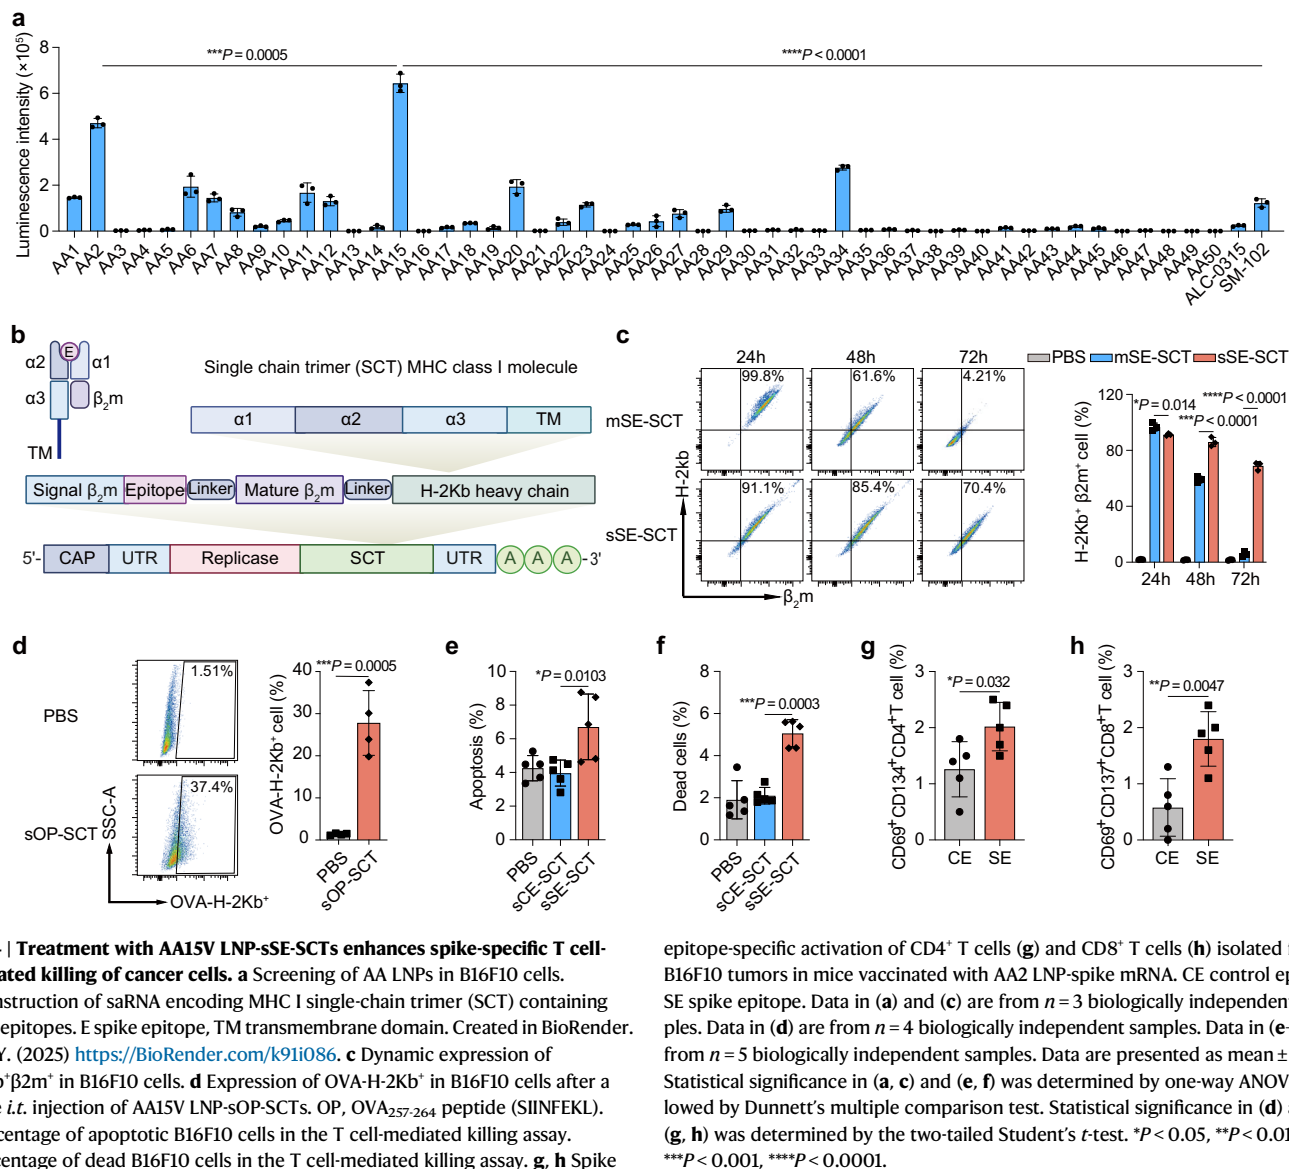 a
Luminescence intensity (×10⁵)
8
6
4
2
0
***P = 0.0005
****P < 0.0001
AA1 AA2 AA3 AA4 AA5 AA6 AA7 AA8 AA9 AA10 AA11 AA12 AA13 AA14 AA15 AA16 AA17 AA18 AA19 AA20 AA21 AA22 AA23 AA24 AA25 AA26 AA27 AA28 AA29 AA30 AA31 AA32 AA33 AA34 AA35 AA36 AA37 AA38 AA39 AA40 AA41 AA42 AA43 AA44 AA45 AA46 AA47 AA48 AA49 AA50 ALC-0315 SM-102
b
α2 E α1
α3 β₂m
TM
Single chain trimer (SCT) MHC class I molecule
α1 α2 α3 TM
Signal β₂m Epitope Linker Mature β₂m Linker H-2Kb heavy chain
5'- CAP UTR Replicase SCT UTR A A A -3'
c
24h 48h 72h
mSE-SCT
99.8% 61.6% 4.21%
sSE-SCT
91.1% 85.4% 70.4%
H-2kb
β₂m
PBS mSE-SCT sSE-SCT
H-2Kb⁺ β2m⁺ cell (%)
120
80
40
0
*P = 0.014
***P < 0.0001
****P < 0.0001
24h 48h 72h
d
PBS
1.51%
sOP-SCT
37.4%
SSC-A
OVA-H-2Kb⁺
OVA-H-2Kb⁺ cell (%)
40
30
20
10
0
***P = 0.0005
PBS sOP-SCT
e
Apoptosis (%)
10
8
6
4
2
0
*P = 0.0103
PBS sCE-SCT sSE-SCT
f
Dead cells (%)
8
6
4
2
0
***P = 0.0003
PBS sCE-SCT sSE-SCT
g
CD69⁺ CD134⁺CD4⁺T cell (%)
3
2
1
0
*P = 0.032
CE SE
h
CD69⁺ CD137⁺CD8⁺T cell (%)
3
2
1
0
**P = 0.0047
CE SE
| Treatment with AA15V LNP-sSE-SCTs enhances spike-specific T cell-
ated killing of cancer cells. a Screening of AA LNPs in B16F10 cells.
nstruction of saRNA encoding MHC I single-chain trimer (SCT) containing
epitopes. E spike epitope, TM transmembrane domain. Created in BioRender.
Y. (2025) https://BioRender.com/k91i086. c Dynamic expression of
⁺β2m⁺ in B16F10 cells. d Expression of OVA-H-2Kb⁺ in B16F10 cells after a
i.t. injection of AA15V LNP-sOP-SCTs. OP, OVA₂₅₇₋₂₆₄ peptide (SIINFEKL).
centage of apoptotic B16F10 cells in the T cell-mediated killing assay.
centage of dead B16F10 cells in the T cell-mediated killing assay. g, h Spike
epitope-specific activation of CD4⁺ T cells (g) and CD8⁺ T cells (h) isolated
B16F10 tumors in mice vaccinated with AA2 LNP-spike mRNA. CE control ep
SE spike epitope. Data in (a) and (c) are from n = 3 biologically independent
ples. Data in (d) are from n = 4 biologically independent samples. Data in (e-
from n = 5 biologically independent samples. Data are presented as mean ±
Statistical significance in (a, c) and (e, f) was determined by one-way ANOV
lowed by Dunnett's multiple comparison test. Statistical significance in (d)
(g, h) was determined by the two-tailed Student's t-test. *P < 0.05, **P < 0.01
***P < 0.001, ****P < 0.0001.